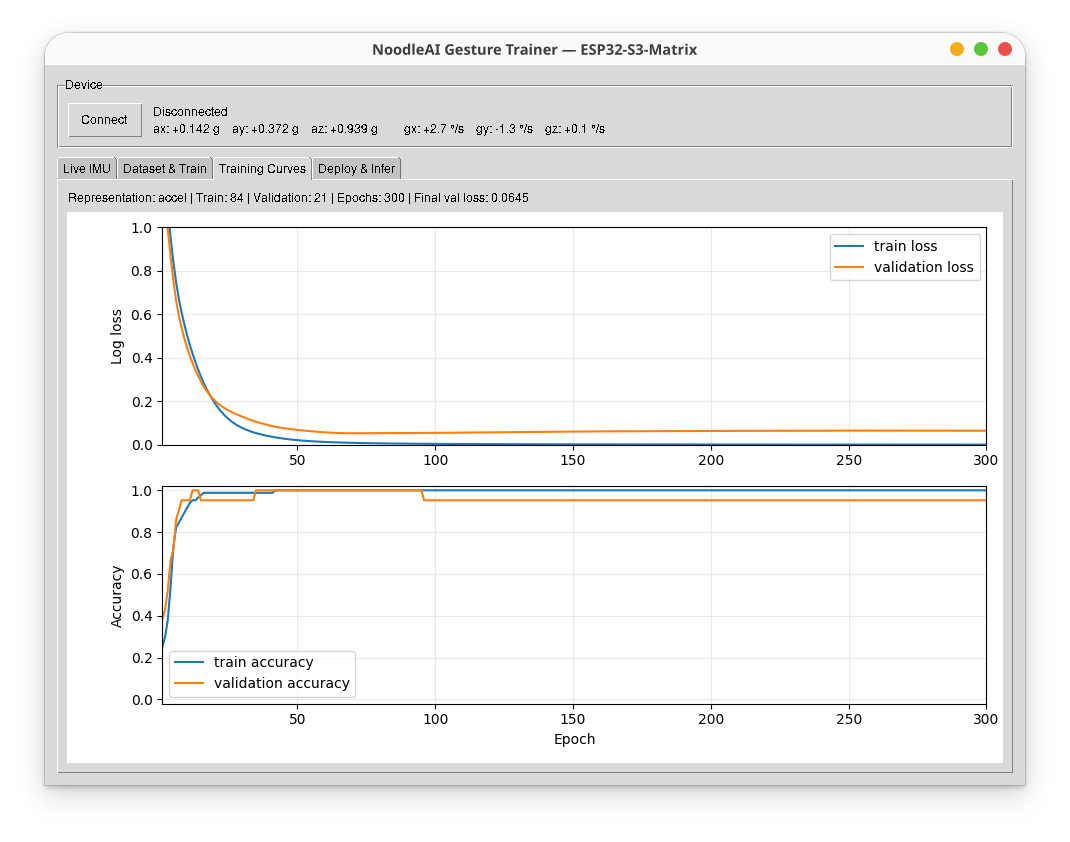 NoodleAI Gesture Trainer — ESP32-S3-Matrix
Device
Connect
Disconnected
ax: +0.142 g ay: +0.372 g az: +0.939 g gx: +2.7 °/s gy: -1.3 °/s gz: +0.1 °/s
Live IMU Dataset & Train Training Curves Deploy & Infer
Representation: accel | Train: 84 | Validation: 21 | Epochs: 300 | Final val loss: 0.0645
1.0
0.8
0.6
0.4
0.2
0.0
Log loss
train loss
validation loss
50 100 150 200 250 300
1.0
0.8
0.6
0.4
0.2
0.0
Accuracy
train accuracy
validation accuracy
50 100 150 200 250 300
Epoch